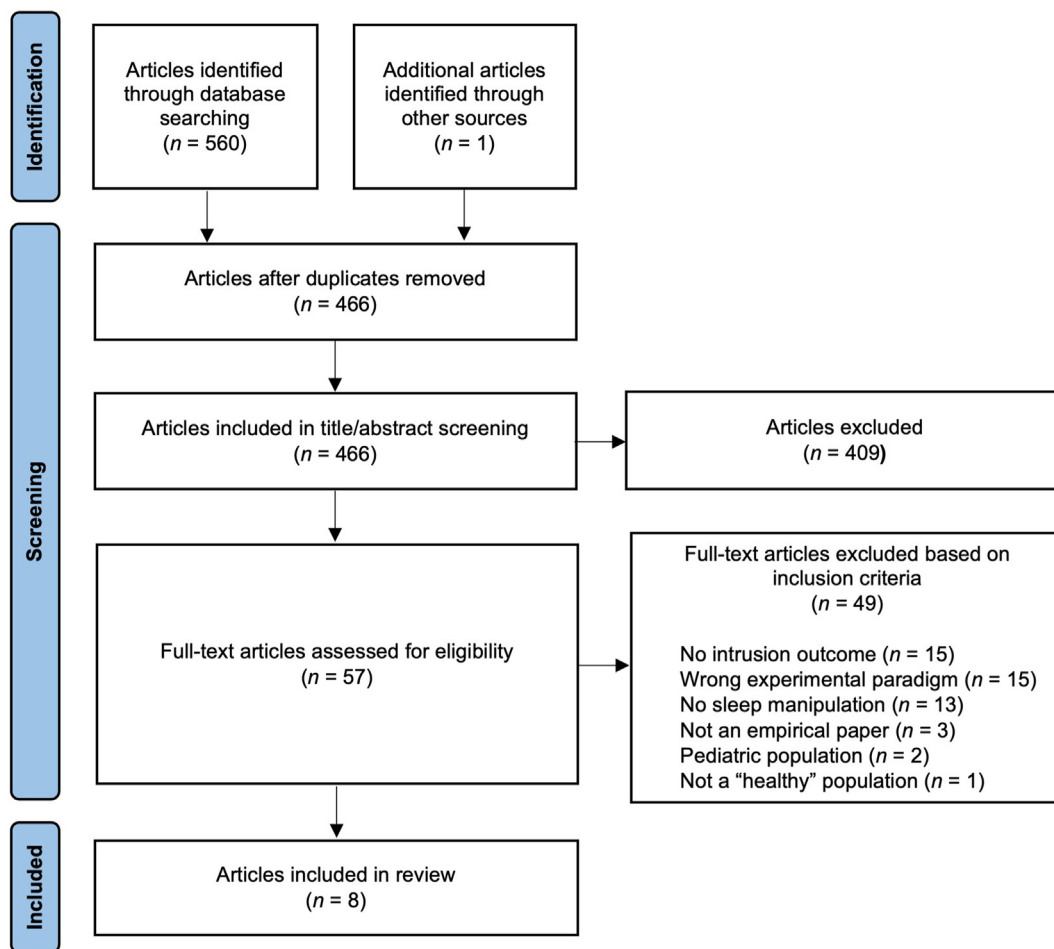 Identification
Articles identified
through database
searching
(n = 560)
Additional articles
identified through
other sources
(n = 1)
Screening
Articles after duplicates removed
(n = 466)
Articles included in title/abstract screening
(n = 466)
Articles excluded
(n = 409)
Full-text articles assessed for eligibility
(n = 57)
Full-text articles excluded based on
inclusion criteria
(n = 49)
No intrusion outcome (n = 15)
Wrong experimental paradigm (n = 15)
No sleep manipulation (n = 13)
Not an empirical paper (n = 3)
Pediatric population (n = 2)
Not a “healthy” population (n = 1)
Included
Articles included in review
(n = 8)